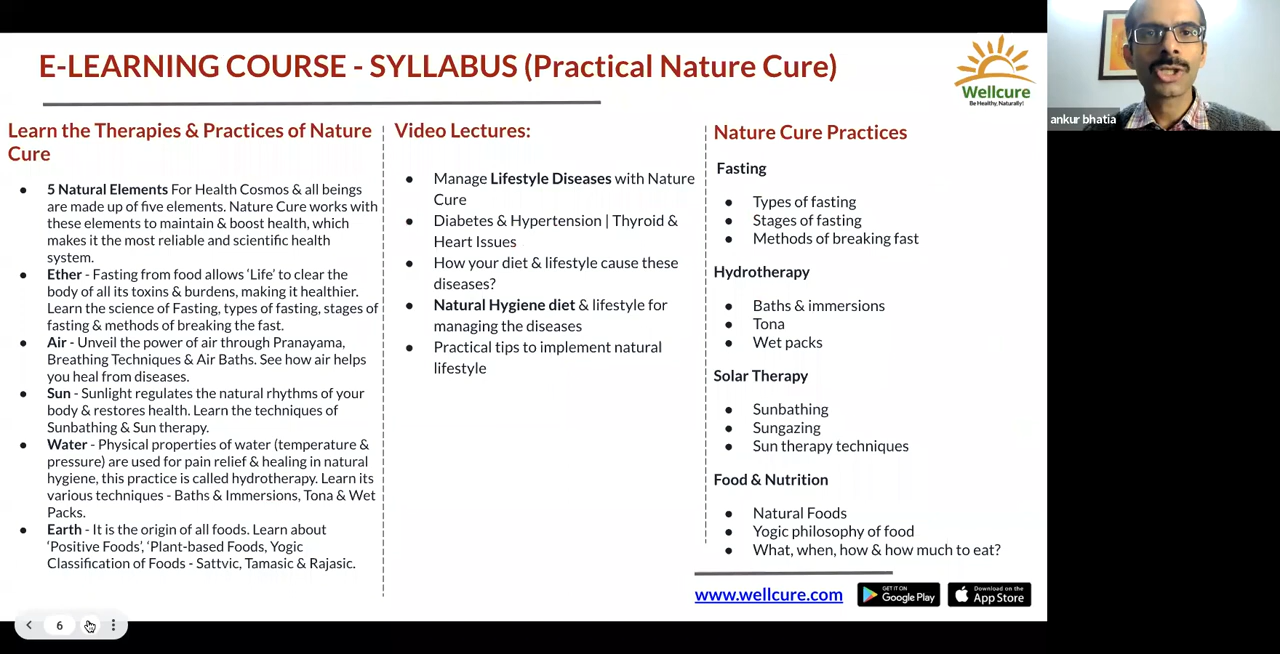 E-LEARNING COURSE - SYLLABUS (Practical Nature Cure)
Wellcure
Be Healthy, Naturally!
ankur bhatia
Learn the Therapies & Practices of Nature
Cure
● 5 Natural Elements For Health Cosmos & all beings
are made up of five elements. Nature Cure works with
these elements to maintain & boost health, which
makes it the most reliable and scientific health
system.
● Ether - Fasting from food allows ‘Life’ to clear the
body of all its toxins & burdens, making it healthier.
Learn the science of Fasting, types of fasting, stages of
fasting & methods of breaking the fast.
● Air - Unveil the power of air through Pranayama,
Breathing Techniques & Air Baths. See how air helps
you heal from diseases.
● Sun - Sunlight regulates the natural rhythms of your
body & restores health. Learn the techniques of
Sunbathing & Sun therapy.
● Water - Physical properties of water (temperature &
pressure) are used for pain relief & healing in natural
hygiene, this practice is called hydrotherapy. Learn its
various techniques - Baths & Immersions, Tona & Wet
Packs.
● Earth - It is the origin of all foods. Learn about
‘Positive Foods’, ‘Plant-based Foods, Yogic
Classification of Foods - Sattvic, Tamasic & Rajasic.
Video Lectures:
● Manage Lifestyle Diseases with Nature
Cure
● Diabetes & Hypertension | Thyroid &
Heart Issues
● How your diet & lifestyle cause these
diseases?
● Natural Hygiene diet & lifestyle for
managing the diseases
● Practical tips to implement natural
lifestyle
Nature Cure Practices
Fasting
● Types of fasting
● Stages of fasting
● Methods of breaking fast
Hydrotherapy
● Baths & immersions
● Tona
● Wet packs
Solar Therapy
● Sunbathing
● Sungazing
● Sun therapy techniques
Food & Nutrition
● Natural Foods
● Yogic philosophy of food
● What, when, how & how much to eat?
www.wellcure.com
GET IT ON
Google Play
Download on the
App Store
6